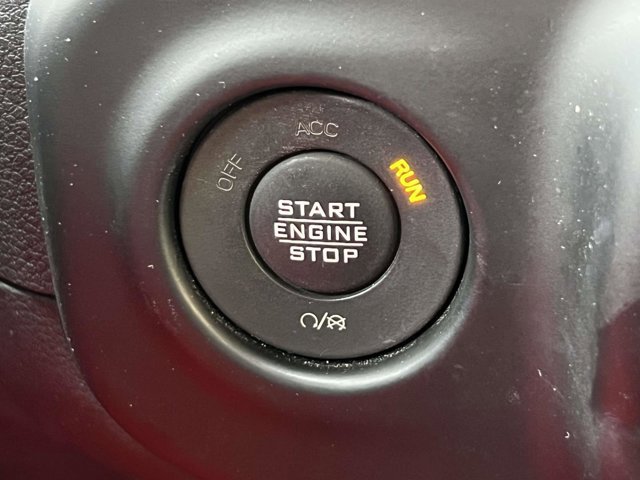 ACC
OFF
RUN
START
ENGINE
STOP